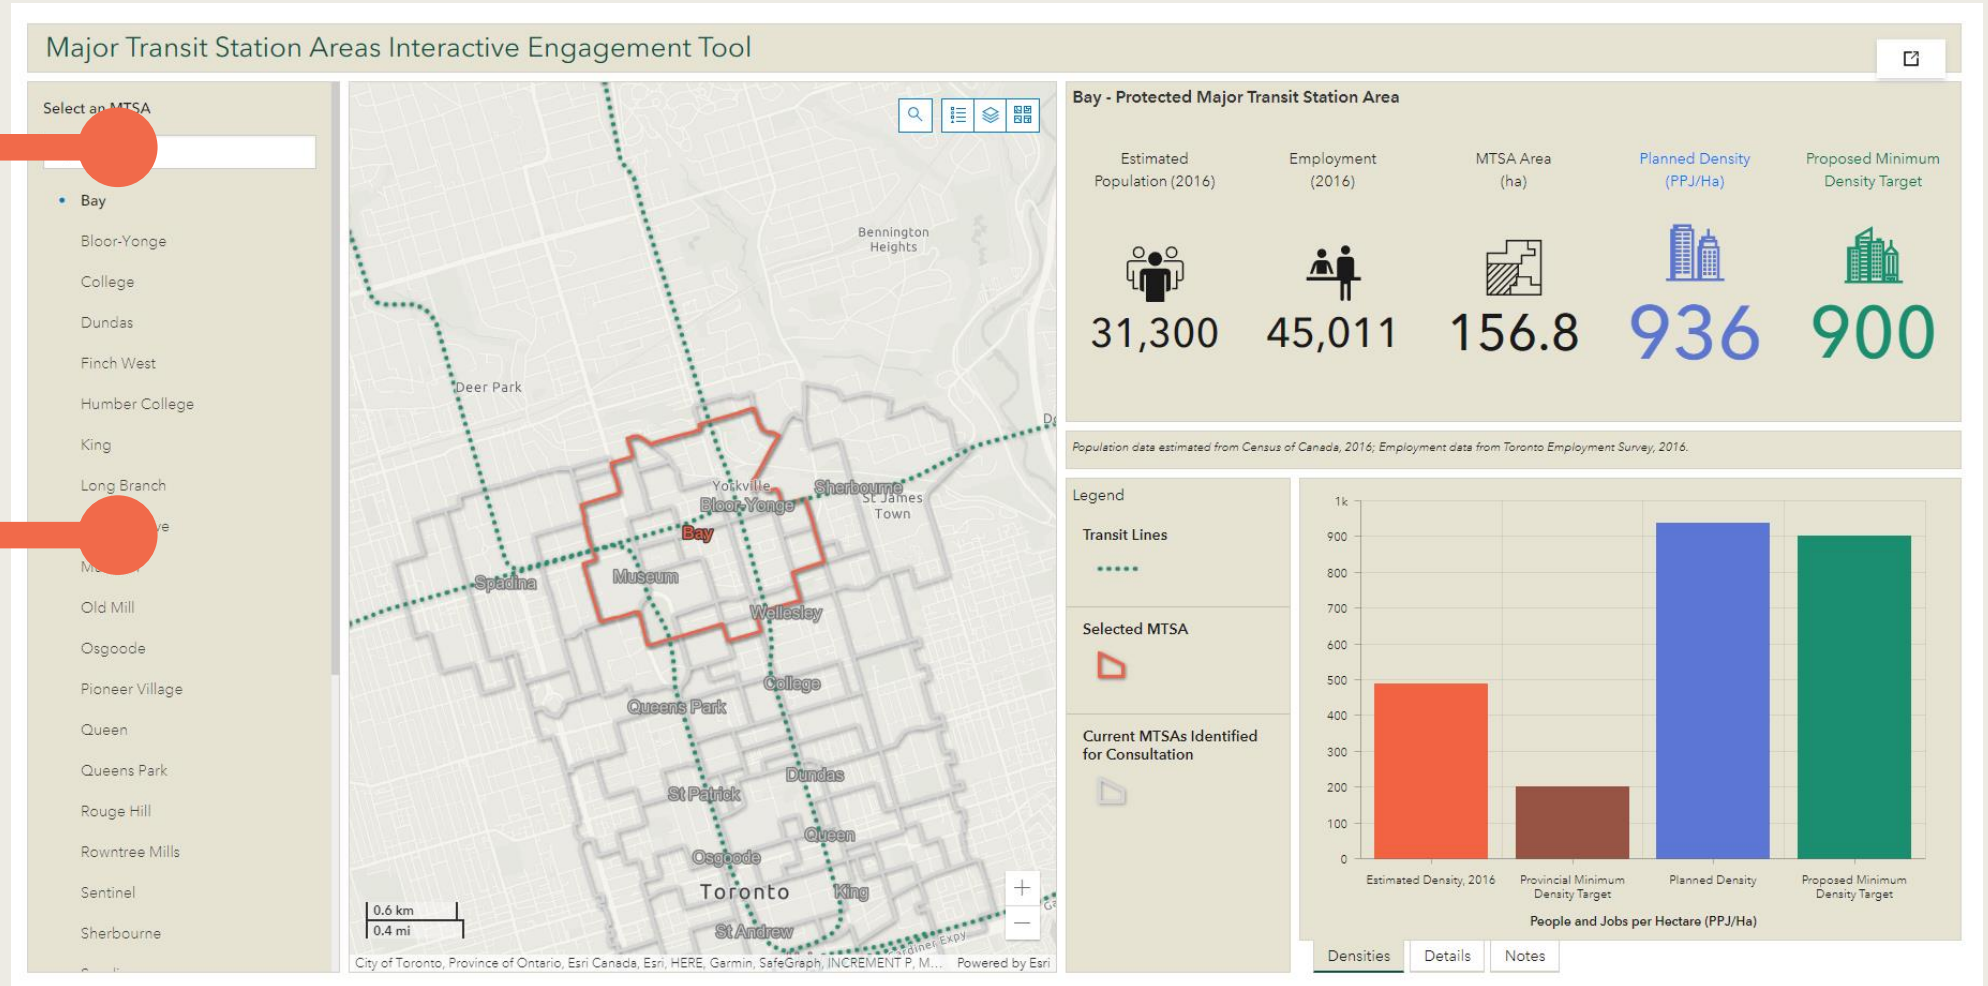 Major Transit Station Areas Interactive Engagement Tool
Select an MTSA
Bay
Bloor-Yonge
College
Dundas
Finch West
Humber College
King
Long Branch
Old Mill
Osgoode
Pioneer Village
Queen
Queens Park
Rouge Hill
Rowntree Mills
Sentinel
Sherbourne
Bennington
Heights
Deer Park
Yorkville
Bloor-Yonge
Sherbourne
St James
Town
Bay
Museum
Spadina
Wellesley
College
Queens Park
Dundas
St Patrick
Queen
Osgoode
Toronto
King
St Andrew
0.6 km
0.4 mi
City of Toronto, Province of Ontario, Esri Canada, Esri, HERE, Garmin, SafeGraph, INCREMENT P, M...
Powered by Esri
Bay - Protected Major Transit Station Area
Estimated
Population (2016)
31,300
Employment
(2016)
45,011
MTSA Area
(ha)
156.8
Planned Density
(PPJ/Ha)
936
Proposed Minimum
Density Target
900
Population data estimated from Census of Canada, 2016; Employment data from Toronto Employment Survey, 2016.
Legend
Transit Lines
Selected MTSA
Current MTSAs Identified
for Consultation
1k
900
800
700
600
500
400
300
200
100
0
Estimated Density, 2016
Provincial Minimum
Density Target
Planned Density
Proposed Minimum
Density Target
People and Jobs per Hectare (PPJ/Ha)
Densities
Details
Notes